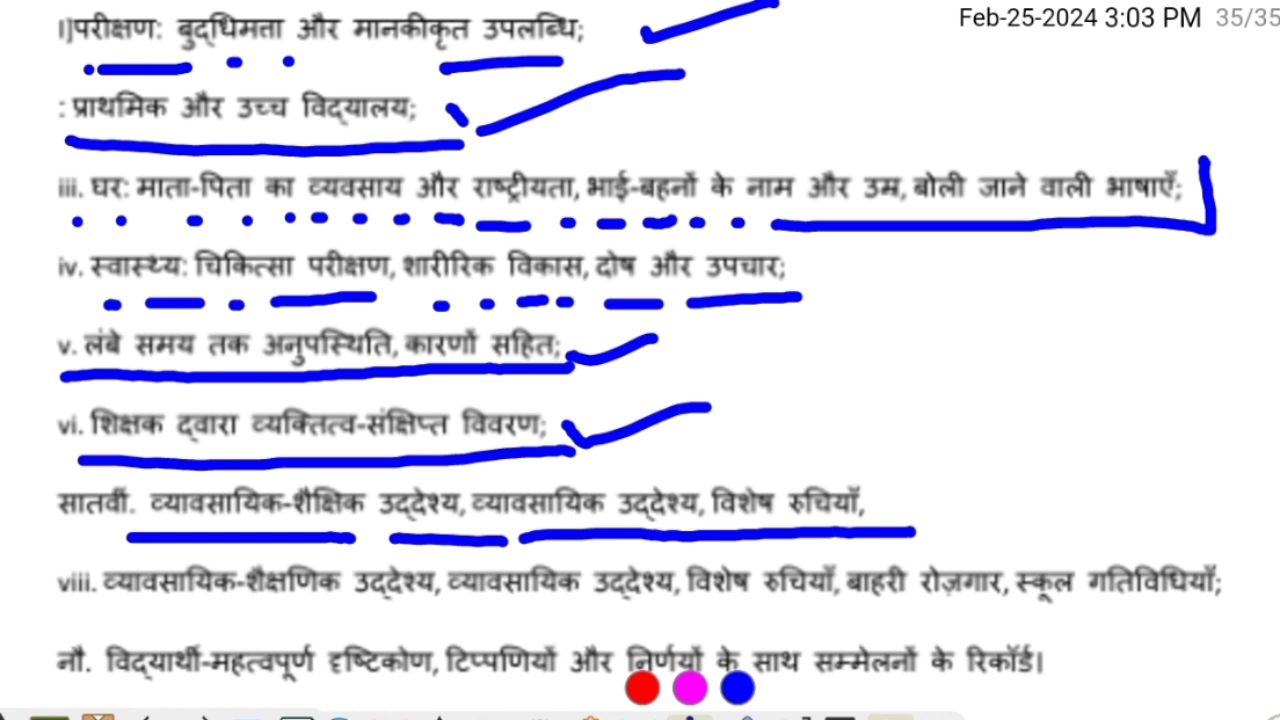 Feb-25-2024 3:03 PM 35/35
I]परीक्षण: बुद्धिमत्ता और मानकीकृत उपलब्धि;
: प्राथमिक और उच्च विद्यालय;
iii. घर: माता-पिता का व्यवसाय और राष्ट्रीयता, भाई-बहनों के नाम और उम्र, बोली जाने वाली भाषाएँ;
iv. स्वास्थ्य: चिकित्सा परीक्षण, शारीरिक विकास, दोष और उपचार;
v. लंबे समय तक अनुपस्थिति, कारणों सहित;
vi. शिक्षक द्वारा व्यक्तित्व-संक्षिप्त विवरण;
सातवीं. व्यावसायिक-शैक्षिक उद्देश्य, व्यावसायिक उद्देश्य, विशेष रुचियाँ,
viii. व्यावसायिक-शैक्षणिक उद्देश्य, व्यावसायिक उद्देश्य, विशेष रुचियाँ, बाहरी रोज़गार, स्कूल गतिविधियाँ;
नौ. विद्यार्थी-महत्वपूर्ण दृष्टिकोण, टिप्पणियों और निर्णयों के साथ सम्मेलनों के रिकॉर्ड।